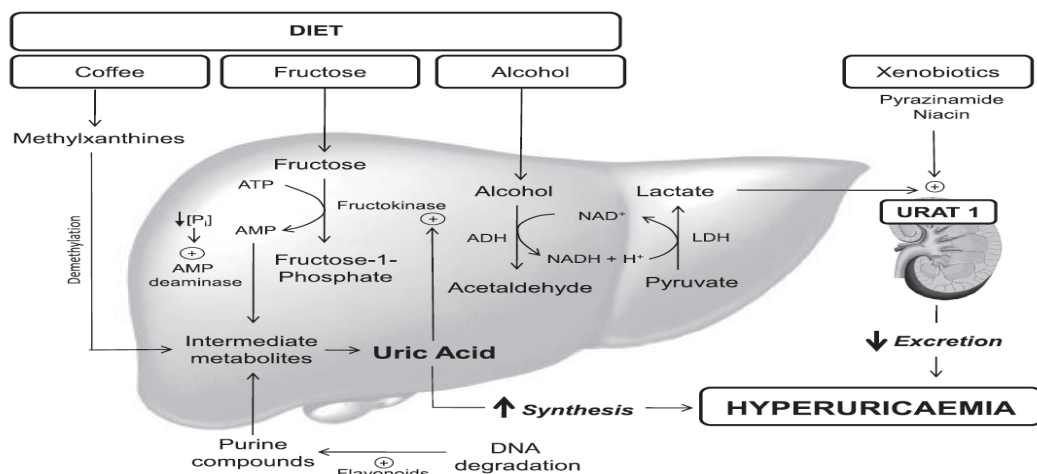 DIET
Coffee
Fructose
Alcohol
Xenobiotics
Pyrazinamide
Niacin
Methylxanthines
Demethylation
Fructose
ATP
Fructokinase
+
↓[Pi]
+
AMP
deaminase
AMP
Fructose-1-
Phosphate
Alcohol
ADH
NAD+
NADH + H+
Acetaldehyde
Lactate
LDH
Pyruvate
+
URAT 1
Intermediate
metabolites
Uric Acid
↓ Excretion
↑ Synthesis
HYPERURICAEMIA
Purine
compounds
+
Flavonoids
DNA
degradation